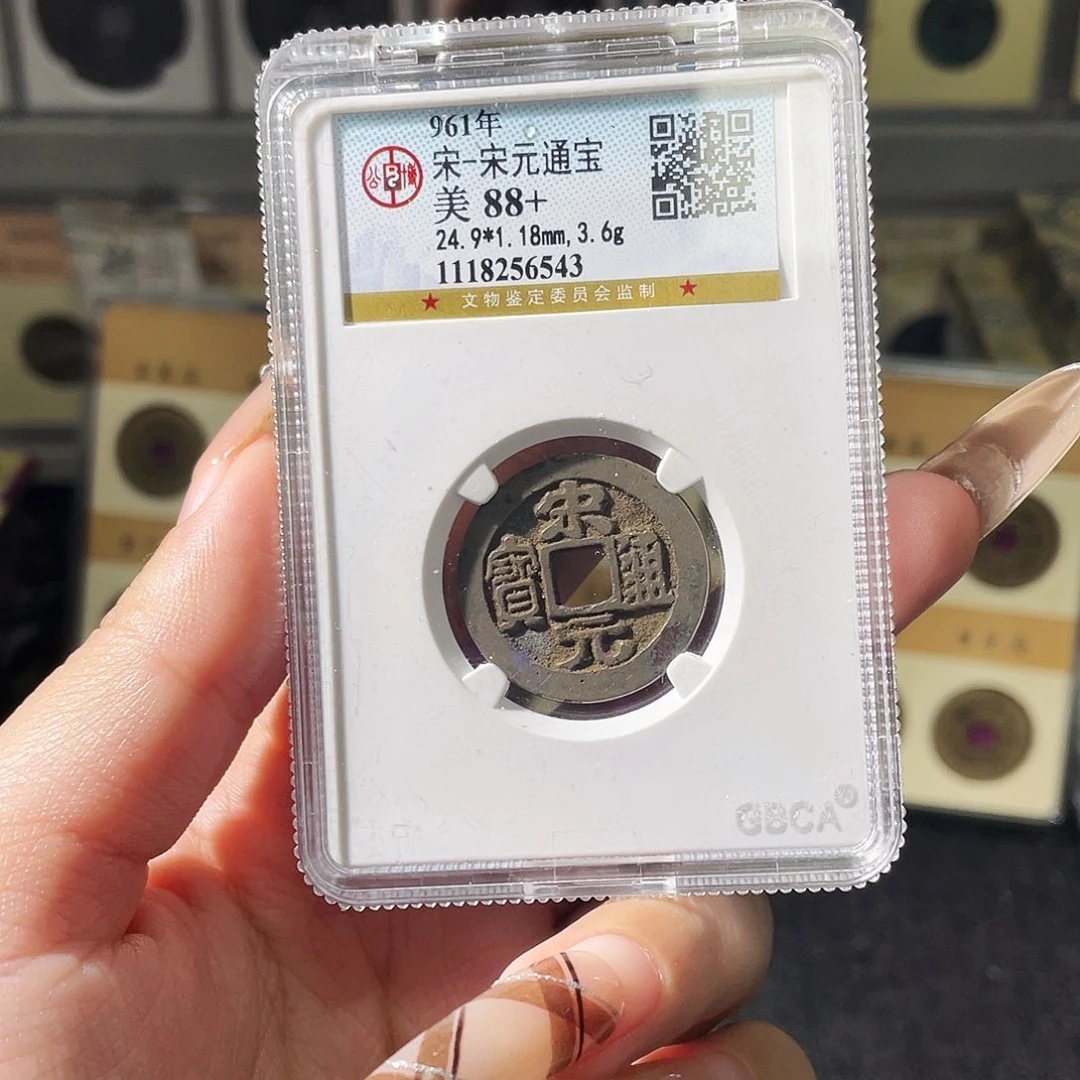 961年
宋-宋元通宝
美 88+
24.9*1.18mm,3.6g
1118256543
★ 文物鉴定委员会监制 ★
宋
寶 通
元
GBCA®